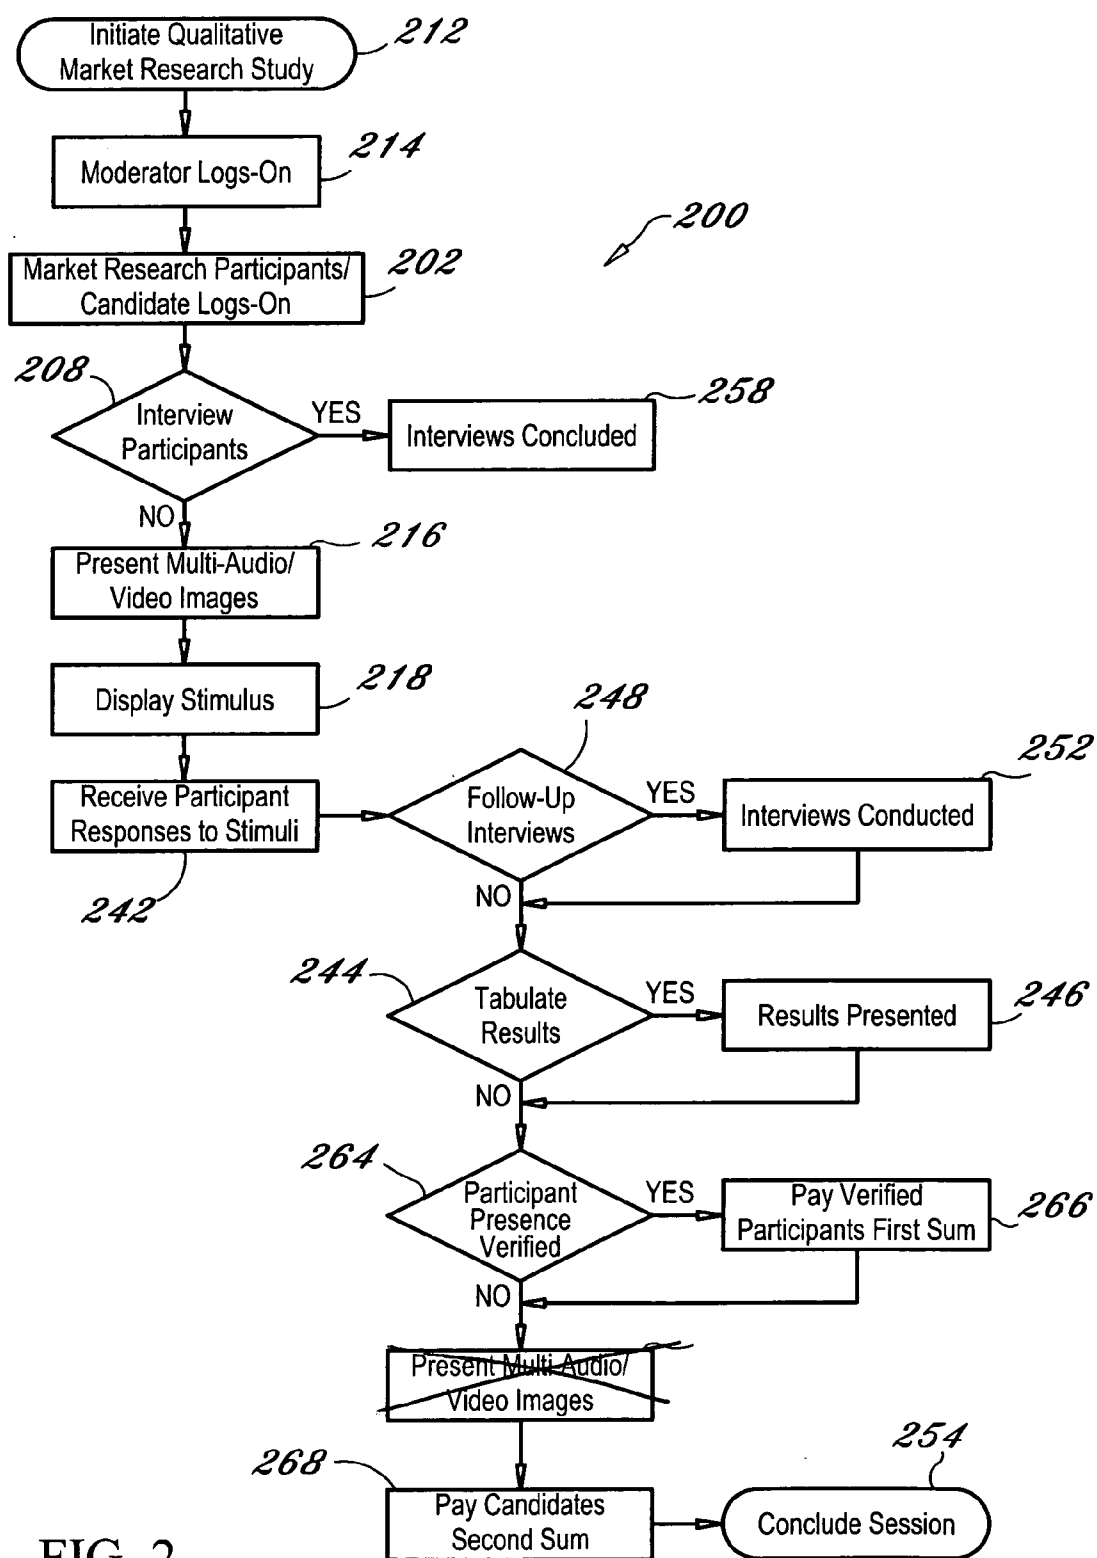 Initiate Qualitative
Market Research Study
212
Moderator Logs-On
214
200
Market Research Participants/
Candidate Logs-On
202
208
Interview
Participants
YES
Interviews Concluded
258
NO
Present Multi-Audio/
Video Images
216
Display Stimulus
218
Receive Participant
Responses to Stimuli
242
248
Follow-Up
Interviews
YES
Interviews Conducted
252
NO
244
Tabulate
Results
YES
Results Presented
246
NO
264
Participant
Presence
Verified
YES
Pay Verified
Participants First Sum
266
NO
Present Multi-Audio/
Video Images
268
Pay Candidates
Second Sum
254
Conclude Session
FIG. 2